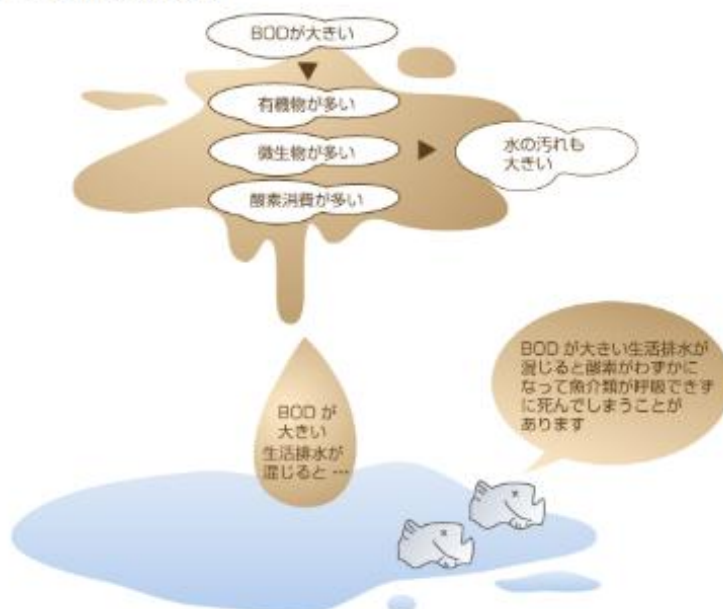 BODが大きい
有機物が多い
微生物が多い
酸素消費が多い
水の汚れも
大きい
BOD が
大きい
生活排水が
混じると…
BOD が大きい生活排水が
混じると酸素がわずかに
なって魚介類が呼吸できず
に死んでしまうことが
あります